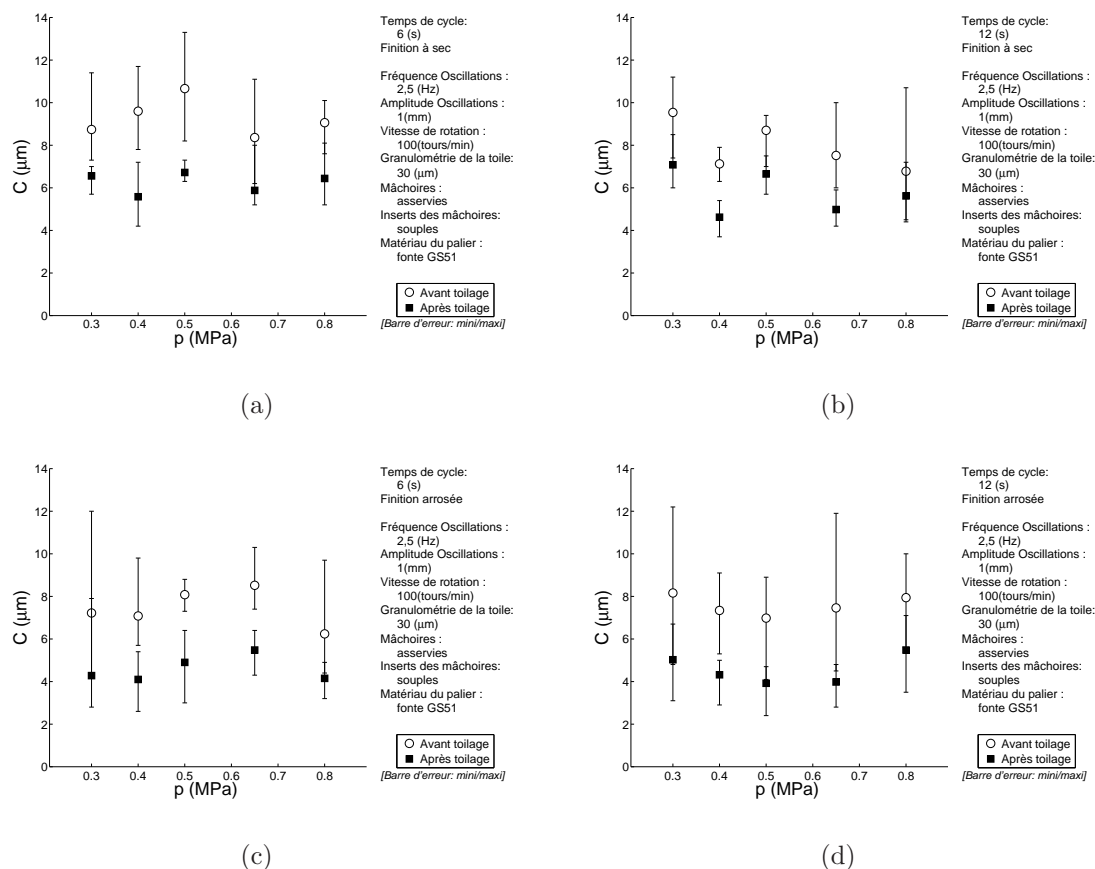 14
12
10
8
6
4
2
0
C (μm)
0.3 0.4 0.5 0.6 0.7 0.8
p (MPa)
Temps de cycle:
6 (s)
Finition à sec
Fréquence Oscillations :
2,5 (Hz)
Amplitude Oscillations :
1(mm)
Vitesse de rotation :
100(tours/min)
Granulométrie de la toile:
30 (μm)
Mâchoires :
asservies
Inserts des mâchoires:
souples
Matériau du palier :
fonte GS51
Avant toilage
Après toilage
[Barre d'erreur: mini/maxi]
(a)
14
12
10
8
6
4
2
0
C (μm)
0.3 0.4 0.5 0.6 0.7 0.8
p (MPa)
Temps de cycle:
12 (s)
Finition à sec
Fréquence Oscillations :
2,5 (Hz)
Amplitude Oscillations :
1(mm)
Vitesse de rotation :
100(tours/min)
Granulométrie de la toile:
30 (μm)
Mâchoires :
asservies
Inserts des mâchoires:
souples
Matériau du palier :
fonte GS51
Avant toilage
Après toilage
[Barre d'erreur: mini/maxi]
(b)
14
12
10
8
6
4
2
0
C (μm)
0.3 0.4 0.5 0.6 0.7 0.8
p (MPa)
Temps de cycle:
6 (s)
Finition arrosée
Fréquence Oscillations :
2,5 (Hz)
Amplitude Oscillations :
1(mm)
Vitesse de rotation :
100(tours/min)
Granulométrie de la toile:
30 (μm)
Mâchoires :
asservies
Inserts des mâchoires:
souples
Matériau du palier :
fonte GS51
Avant toilage
Après toilage
[Barre d'erreur: mini/maxi]
(c)
14
12
10
8
6
4
2
0
C (μm)
0.3 0.4 0.5 0.6 0.7 0.8
p (MPa)
Temps de cycle:
12 (s)
Finition arrosée
Fréquence Oscillations :
2,5 (Hz)
Amplitude Oscillations :
1(mm)
Vitesse de rotation :
100(tours/min)
Granulométrie de la toile:
30 (μm)
Mâchoires :
asservies
Inserts des mâchoires:
souples
Matériau du palier :
fonte GS51
Avant toilage
Après toilage
[Barre d'erreur: mini/maxi]
(d)